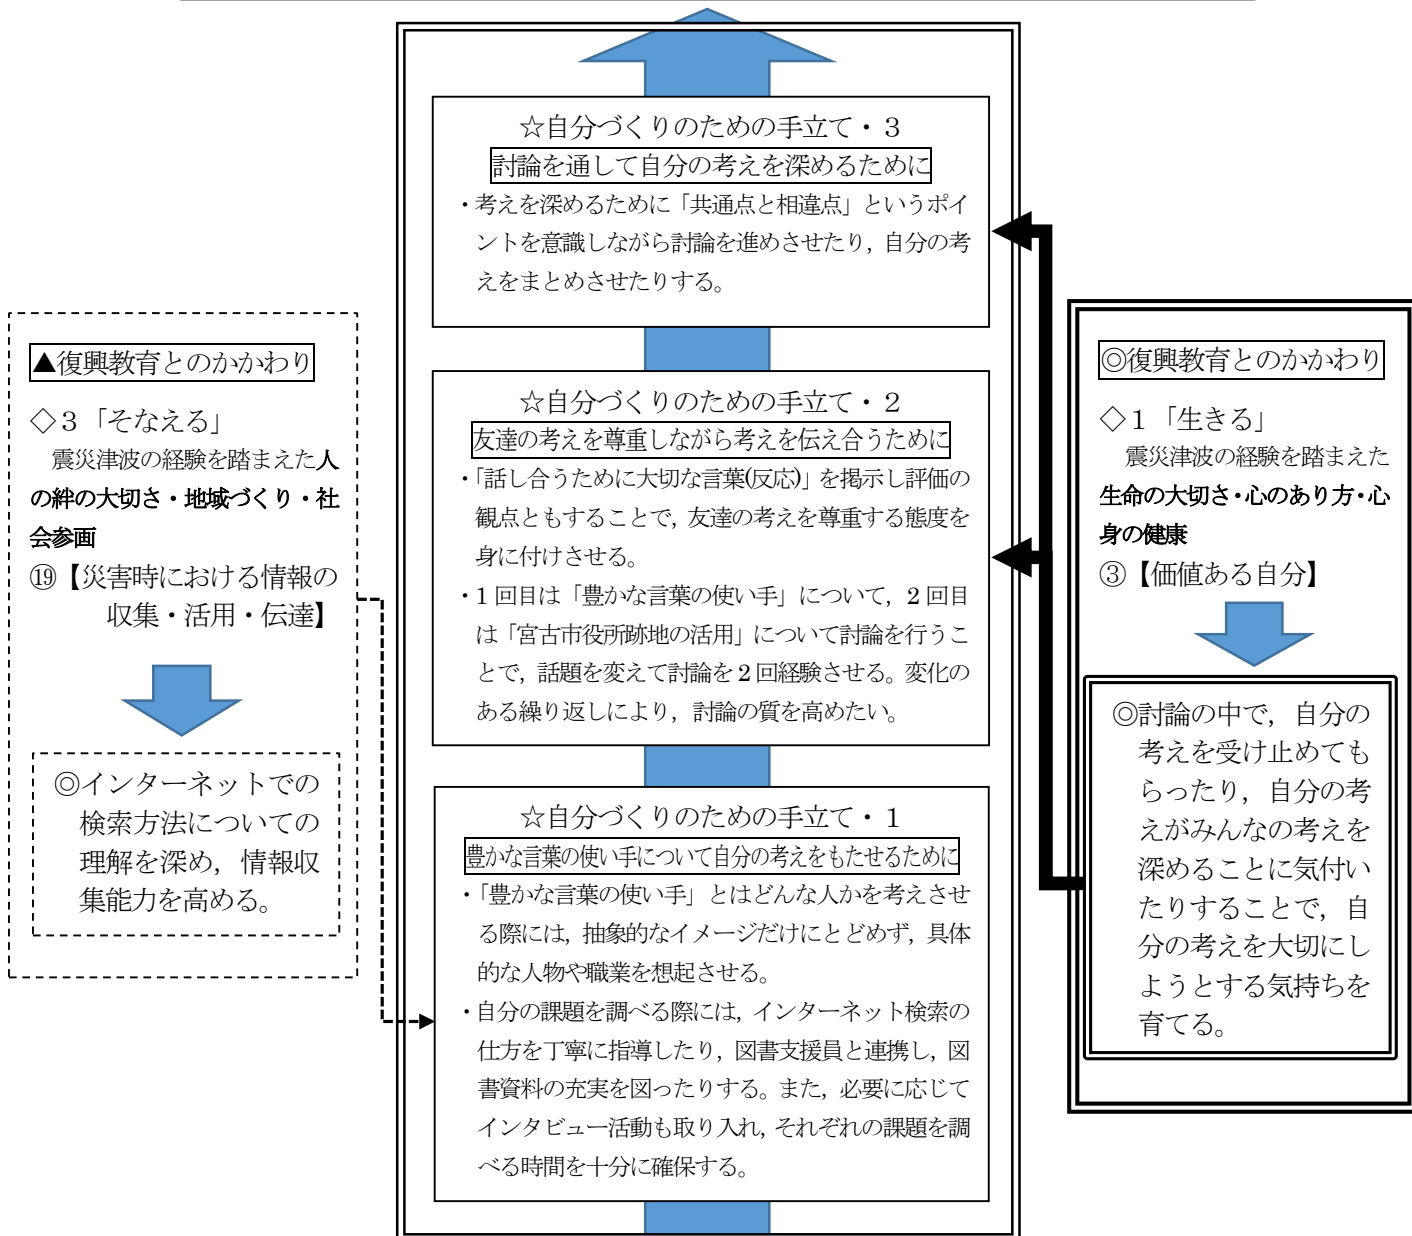 ☆自分づくりのための手立て・３
討論を通して自分の考えを深めるために
・考えを深めるために「共通点と相違点」というポイ
ントを意識しながら討論を進めさせたり，自分の考
えをまとめさせたりする。
▲復興教育とのかかわり
◇３「そなえる」
震災津波の経験を踏まえた人
の絆の大切さ・地域づくり・社
会参画
⑲【災害時における情報の
収集・活用・伝達】
◎インターネットでの
検索方法についての
理解を深め，情報収
集能力を高める。
☆自分づくりのための手立て・２
友達の考えを尊重しながら考えを伝え合うために
・「話し合うために大切な言葉(反応)」を掲示し評価の
観点ともすることで，友達の考えを尊重する態度を
身に付けさせる。
・1 回目は「豊かな言葉の使い手」について，2 回目
は「宮古市役所跡地の活用」について討論を行うこ
とで，話題を変えて討論を 2 回経験させる。変化の
ある繰り返しにより，討論の質を高めたい。
☆自分づくりのための手立て・１
豊かな言葉の使い手について自分の考えをもたせるために
・「豊かな言葉の使い手」とはどんな人かを考えさせ
る際には，抽象的なイメージだけにとどめず，具体
的な人物や職業を想起させる。
・自分の課題を調べる際には，インターネット検索の
仕方を丁寧に指導したり，図書支援員と連携し，図
書資料の充実を図ったりする。また，必要に応じて
インタビュー活動も取り入れ，それぞれの課題を調
べる時間を十分に確保する。
◎復興教育とのかかわり
◇１「生きる」
震災津波の経験を踏まえた
生命の大切さ・心のあり方・心
身の健康
③【価値ある自分】
◎討論の中で，自分の
考えを受け止めても
らったり，自分の考
えがみんなの考えを
深めることに気付い
たりすることで，自
分の考えを大切にし
ようとする気持ちを
育てる。